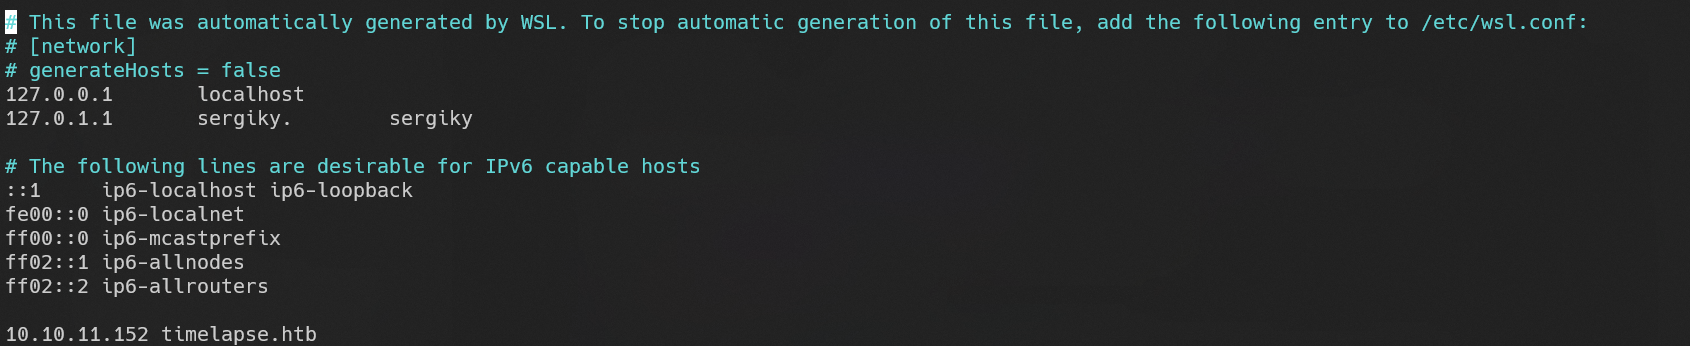 # This file was automatically generated by WSL. To stop automatic generation of this file, add the following entry to /etc/wsl.conf:
# [network]
# generateHosts = false
127.0.0.1       localhost
127.0.1.1       sergiky.        sergiky
# The following lines are desirable for IPv6 capable hosts
::1     ip6-localhost ip6-loopback
fe00::0 ip6-localnet
ff00::0 ip6-mcastprefix
ff02::1 ip6-allnodes
ff02::2 ip6-allrouters
10.10.11.152 timelapse.htb